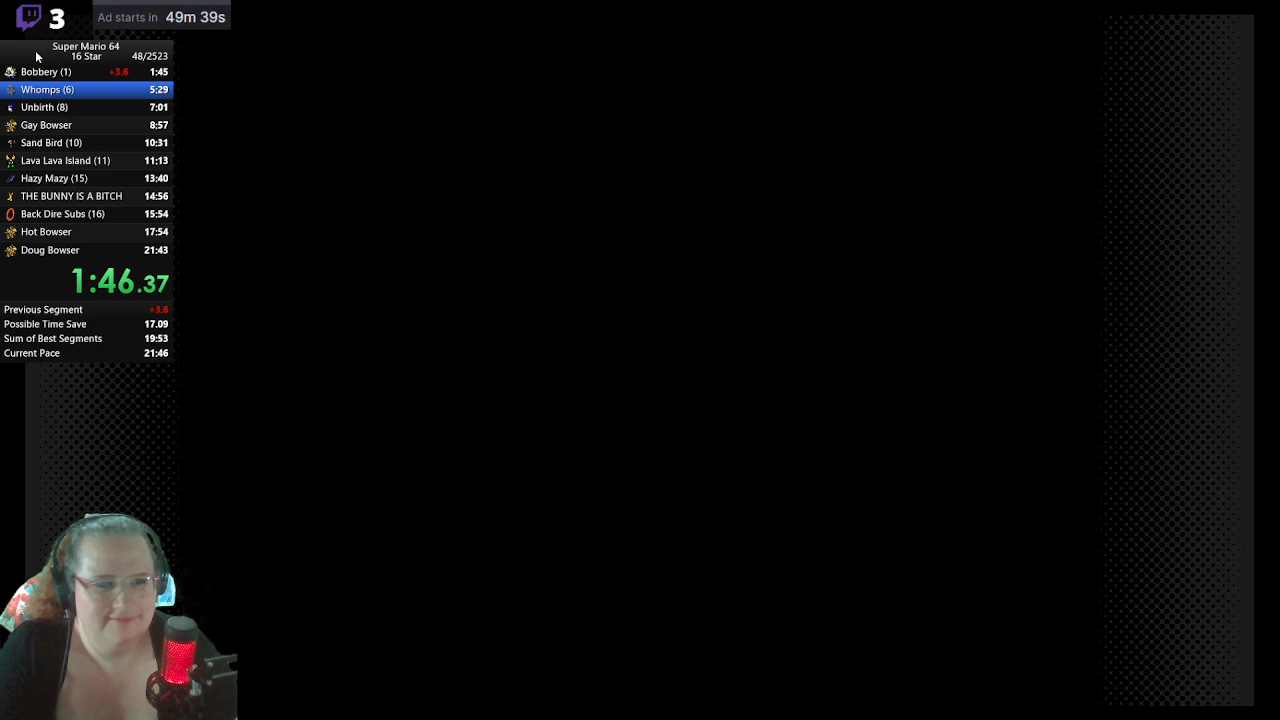 3
Ad starts in 49m 39s
Super Mario 64
16 Star 48/2523
Bobbery (1) +3.6 1:45
Whomps (6) 5:29
Unbirth (8) 7:01
Gay Bowser 8:57
Sand Bird (10) 10:31
Lava Lava Island (11) 11:13
Hazy Mazy (15) 13:40
THE BUNNY IS A BITCH 14:56
Back Dire Subs (16) 15:54
Hot Bowser 17:54
Doug Bowser 21:43
1:46.37
Previous Segment +3.6
Possible Time Save 17.09
Sum of Best Segments 19:53
Current Pace 21:46